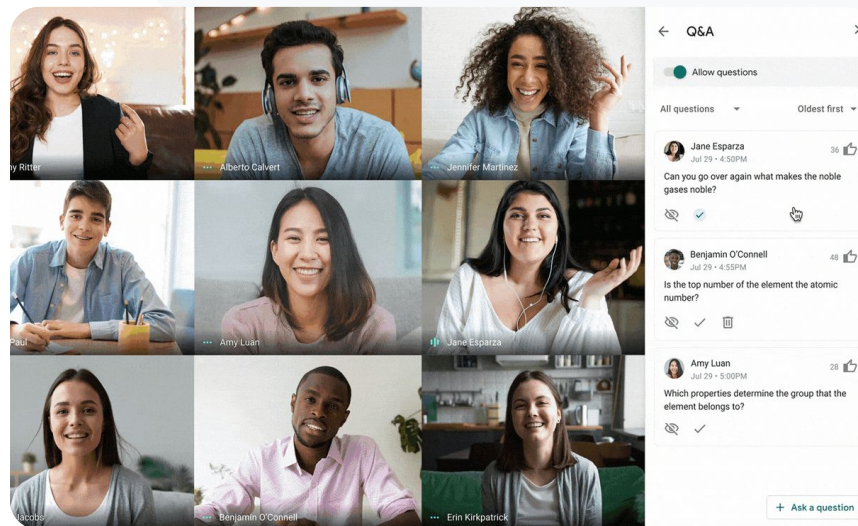 ny Ritter
Alberto Calvert
Jennifer Martinez
Paul
Amy Luan
Jane Esparza
Jacobs
Benjamin O'Connell
Erin Kirkpatrick
Q&A
Allow questions
All questions
Oldest first
Jane Esparza
36
Jul 29 • 4:50PM
Can you go over again what makes the noble
gases noble?
Benjamin O'Connell
48
Jul 29 • 4:55PM
Is the top number of the element the atomic
number?
Amy Luan
28
Jul 29 • 5:00PM
Which properties determine the group that the
element belongs to?
+ Ask a question